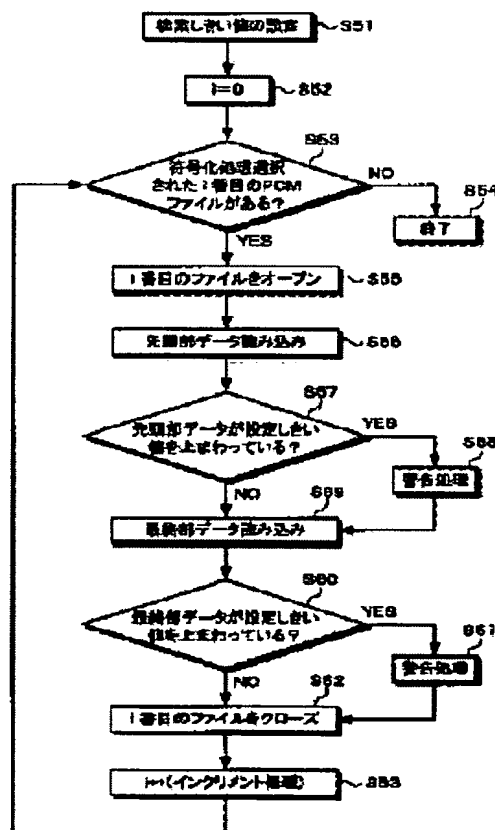 検索しきい値の設定
S51
i=0
S52
符号化処理選択
された i 番目のPCM
ファイルがある?
S53
NO
S54
終了
YES
i 番目のファイルをオープン
S55
先頭部データ読み込み
S56
先頭部データが設定しきい
値を上まわっている?
S57
YES
S58
警告処理
NO
S59
最終部データ読み込み
最終部データが設定しきい
値を上まわっている?
S60
YES
S61
警告処理
NO
S62
i 番目のファイルをクローズ
i++(インクリメント処理)
S63